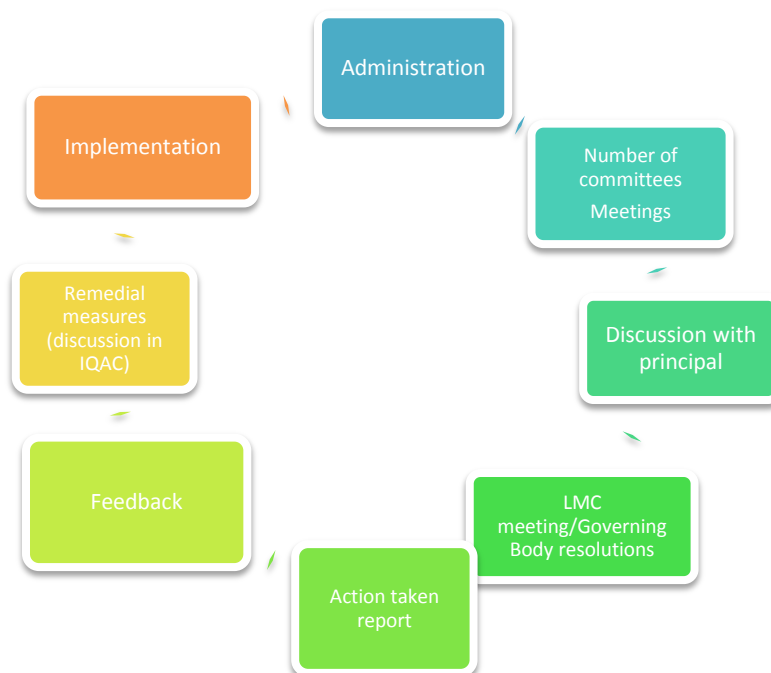 Administration
Number of
committees
Meetings
Discussion with
principal
LMC
meeting/Governing
Body resolutions
Action taken
report
Feedback
Remedial
measures
(discussion in
IQAC)
Implementation